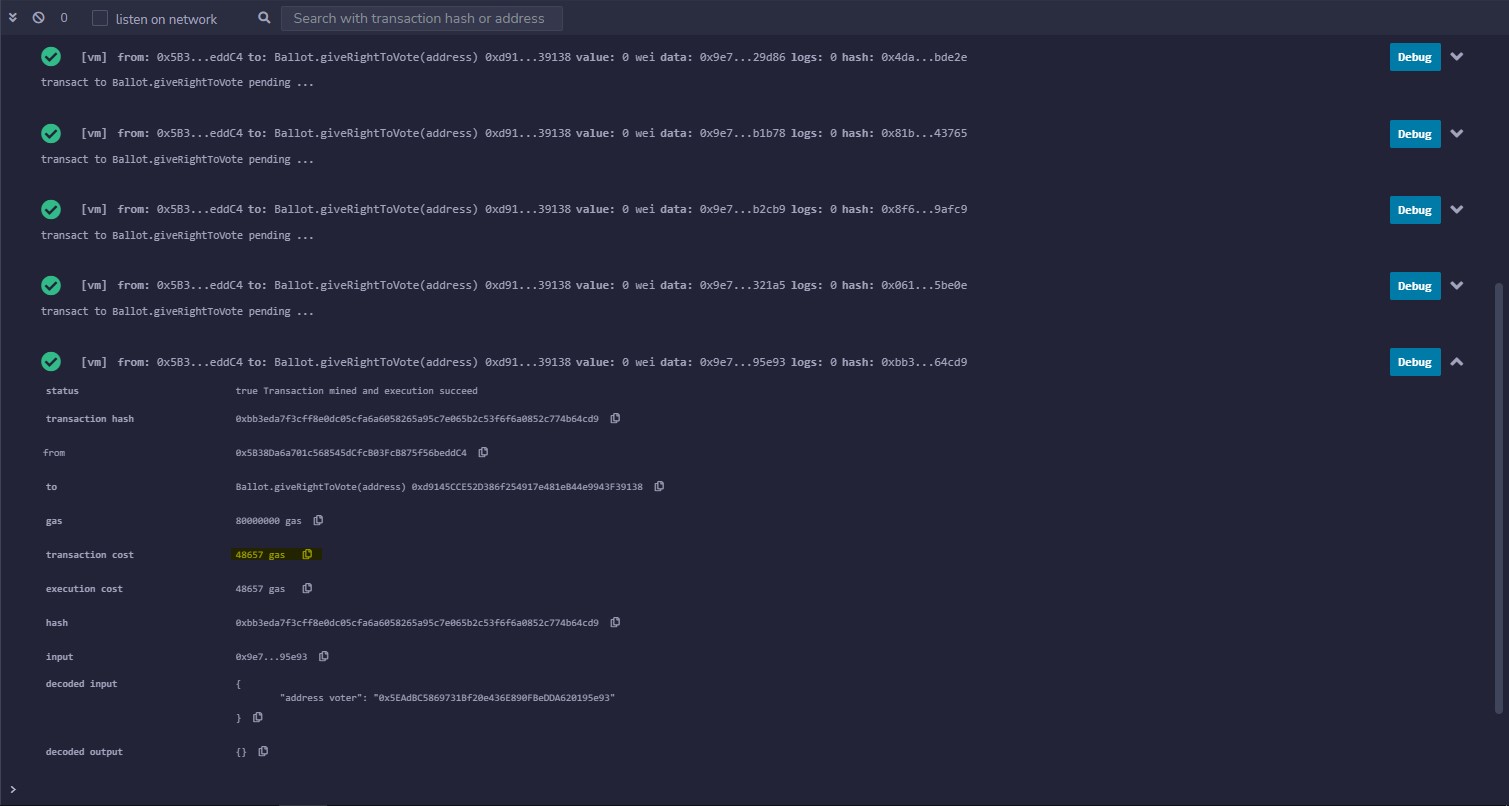 0 listen on network Search with transaction hash or address
[vm] from: 0x5B3...eddC4 to: Ballot.giveRightToVote(address) 0xd91...39138 value: 0 wei data: 0x9e7...29d86 logs: 0 hash: 0x4da...bde2e Debug
transact to Ballot.giveRightToVote pending ...
[vm] from: 0x5B3...eddC4 to: Ballot.giveRightToVote(address) 0xd91...39138 value: 0 wei data: 0x9e7...b1b78 logs: 0 hash: 0x81b...43765 Debug
transact to Ballot.giveRightToVote pending ...
[vm] from: 0x5B3...eddC4 to: Ballot.giveRightToVote(address) 0xd91...39138 value: 0 wei data: 0x9e7...b2cb9 logs: 0 hash: 0x8f6...9afc9 Debug
transact to Ballot.giveRightToVote pending ...
[vm] from: 0x5B3...eddC4 to: Ballot.giveRightToVote(address) 0xd91...39138 value: 0 wei data: 0x9e7...321a5 logs: 0 hash: 0x061...5be0e Debug
transact to Ballot.giveRightToVote pending ...
[vm] from: 0x5B3...eddC4 to: Ballot.giveRightToVote(address) 0xd91...39138 value: 0 wei data: 0x9e7...95e93 logs: 0 hash: 0xbb3...64cd9 Debug
status true Transaction mined and execution succeed
transaction hash 0xbb3eda7f3cff8e0dc05cfa6a6058265a95c7e065b2c53f6f6a0852c774b64cd9
from 0x5B38Da6a701c568545dCfcB03FcB875f56beddC4
to Ballot.giveRightToVote(address) 0xd9145CCE52D386f254917e481eB44e9943F39138
gas 80000000 gas
transaction cost 48657 gas
execution cost 48657 gas
hash 0xbb3eda7f3cff8e0dc05cfa6a6058265a95c7e065b2c53f6f6a0852c774b64cd9
input 0x9e7...95e93
decoded input {
"address voter": "0x5EAdBC5869731Bf20e436E890FBeDDA620195e93"
}
decoded output {}
>